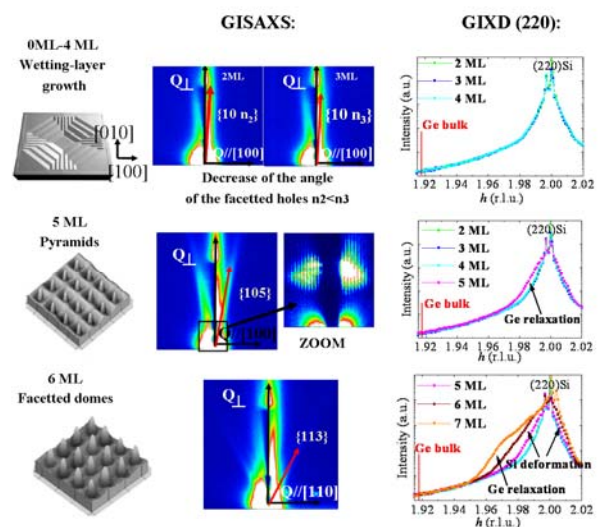 GISAXS:
GIXD (220):
0ML-4 ML
Wetting-layer
growth
[010]
[100]
Q⊥
2ML
{10 n₂}
Q//[100]
Q⊥
3ML
{10 n₃}
Q//[100]
Decrease of the angle
of the facetted holes n2<n3
Intensity (a.u.)
2 ML
3 ML
4 ML
(220)Si
Ge bulk
1.92 1.94 1.96 1.98 2.00 2.02
h (r.l.u.)
5 ML
Pyramids
Q⊥
{105}
Q//[100]
ZOOM
Intensity (a.u.)
2 ML
3 ML
4 ML
5 ML
(220)Si
Ge bulk
Ge relaxation
1.92 1.94 1.96 1.98 2.00 2.02
h (r.l.u.)
6 ML
Facetted domes
Q⊥
{113}
Q//[110]
Intensity (a.u.)
5 ML
6 ML
7 ML
(220)Si
Ge bulk
Si deformation
Ge relaxation
1.92 1.94 1.96 1.98 2.00 2.02
h (r.l.u.)